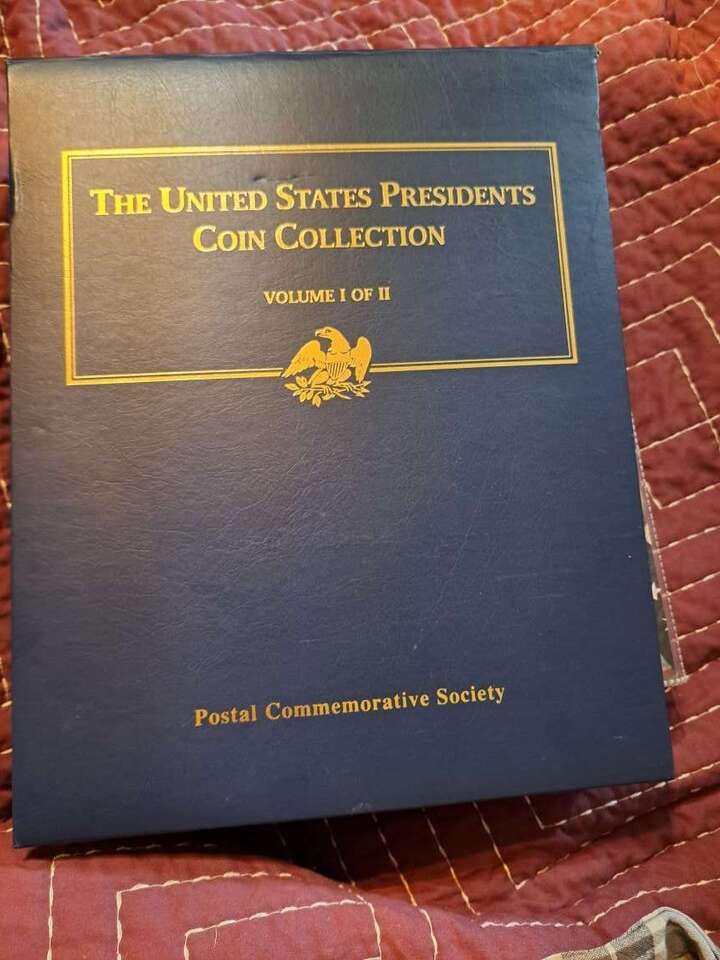 THE UNITED STATES PRESIDENTS
COIN COLLECTION
VOLUME I OF II
Postal Commemorative Society